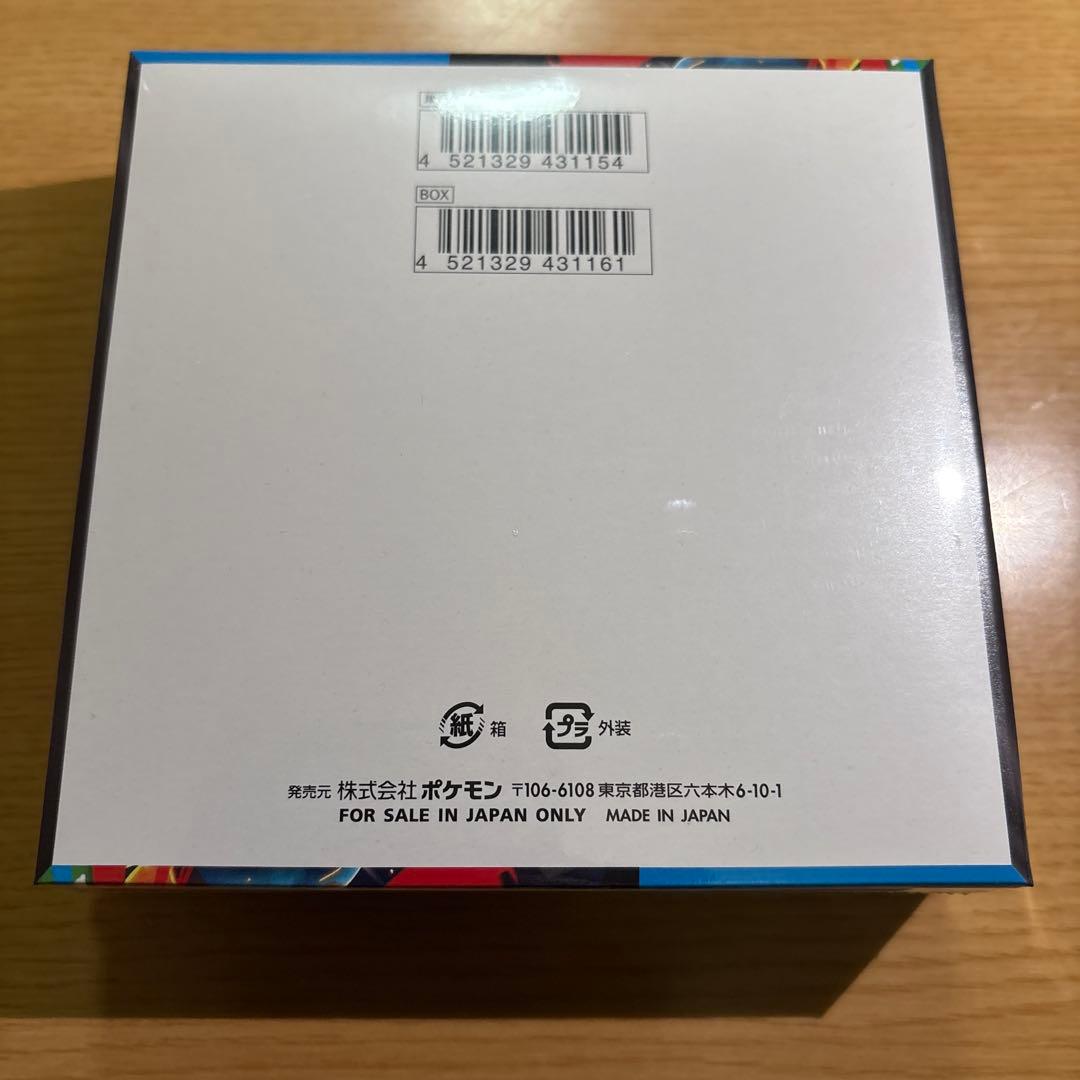 4 521329 431154
BOX
4 521329 431161
紙 箱 プラ 外装
発売元 株式会社ポケモン 〒106-6108 東京都港区六本木6-10-1
FOR SALE IN JAPAN ONLY MADE IN JAPAN